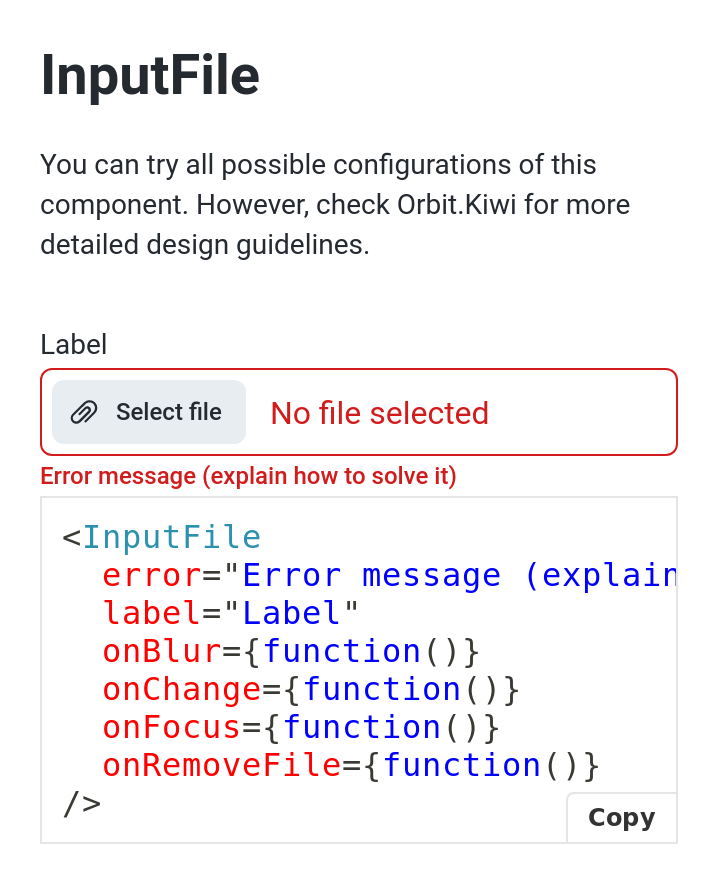 InputFile
You can try all possible configurations of this
component. However, check Orbit.Kiwi for more
detailed design guidelines.
Label
Select file
No file selected
Error message (explain how to solve it)
<InputFile
  error="Error message (explain
  label="Label"
  onBlur={function()}
  onChange={function()}
  onFocus={function()}
  onRemoveFile={function()}
/>
Copy